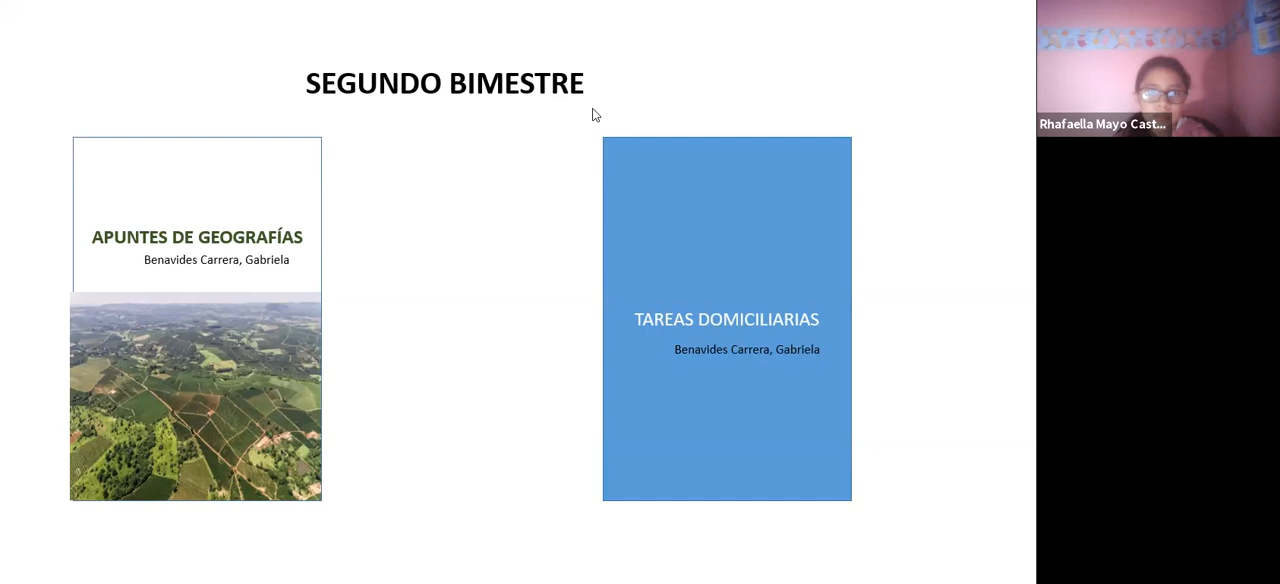 SEGUNDO BIMESTRE
APUNTES DE GEOGRAFÍAS
Benavides Carrera, Gabriela
TAREAS DOMICILIARIAS
Benavides Carrera, Gabriela
Rhafaella Mayo Cast...